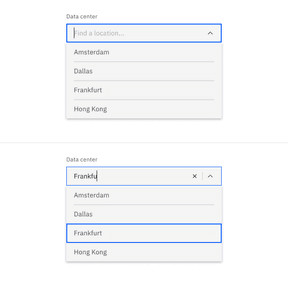 Data center
Find a location...
Amsterdam
Dallas
Frankfurt
Hong Kong
Data center
Frankfu
Amsterdam
Dallas
Frankfurt
Hong Kong